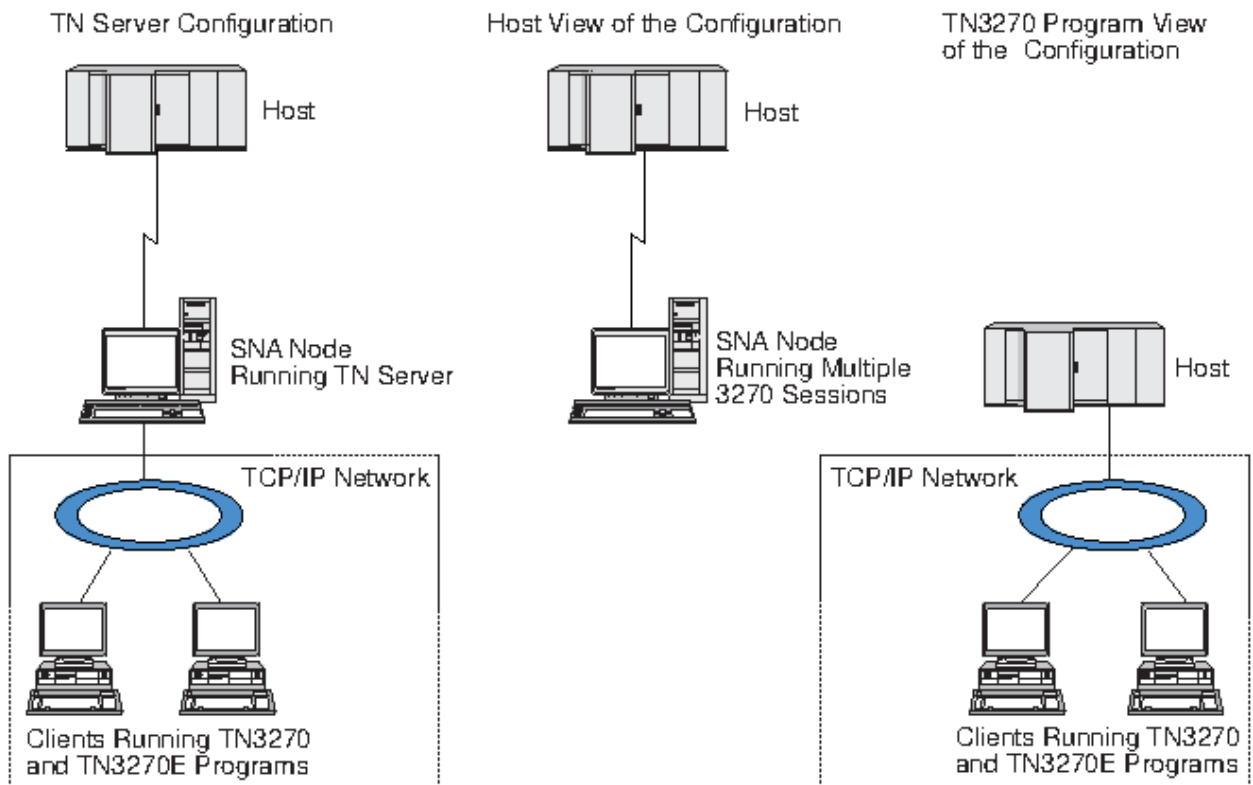 TN Server Configuration
Host
SNA Node
Running TN Server
TCP/IP Network
Clients Running TN3270
and TN3270E Programs
Host View of the Configuration
Host
SNA Node
Running Multiple
3270 Sessions
TN3270 Program View
of the Configuration
Host
TCP/IP Network
Clients Running TN3270
and TN3270E Programs